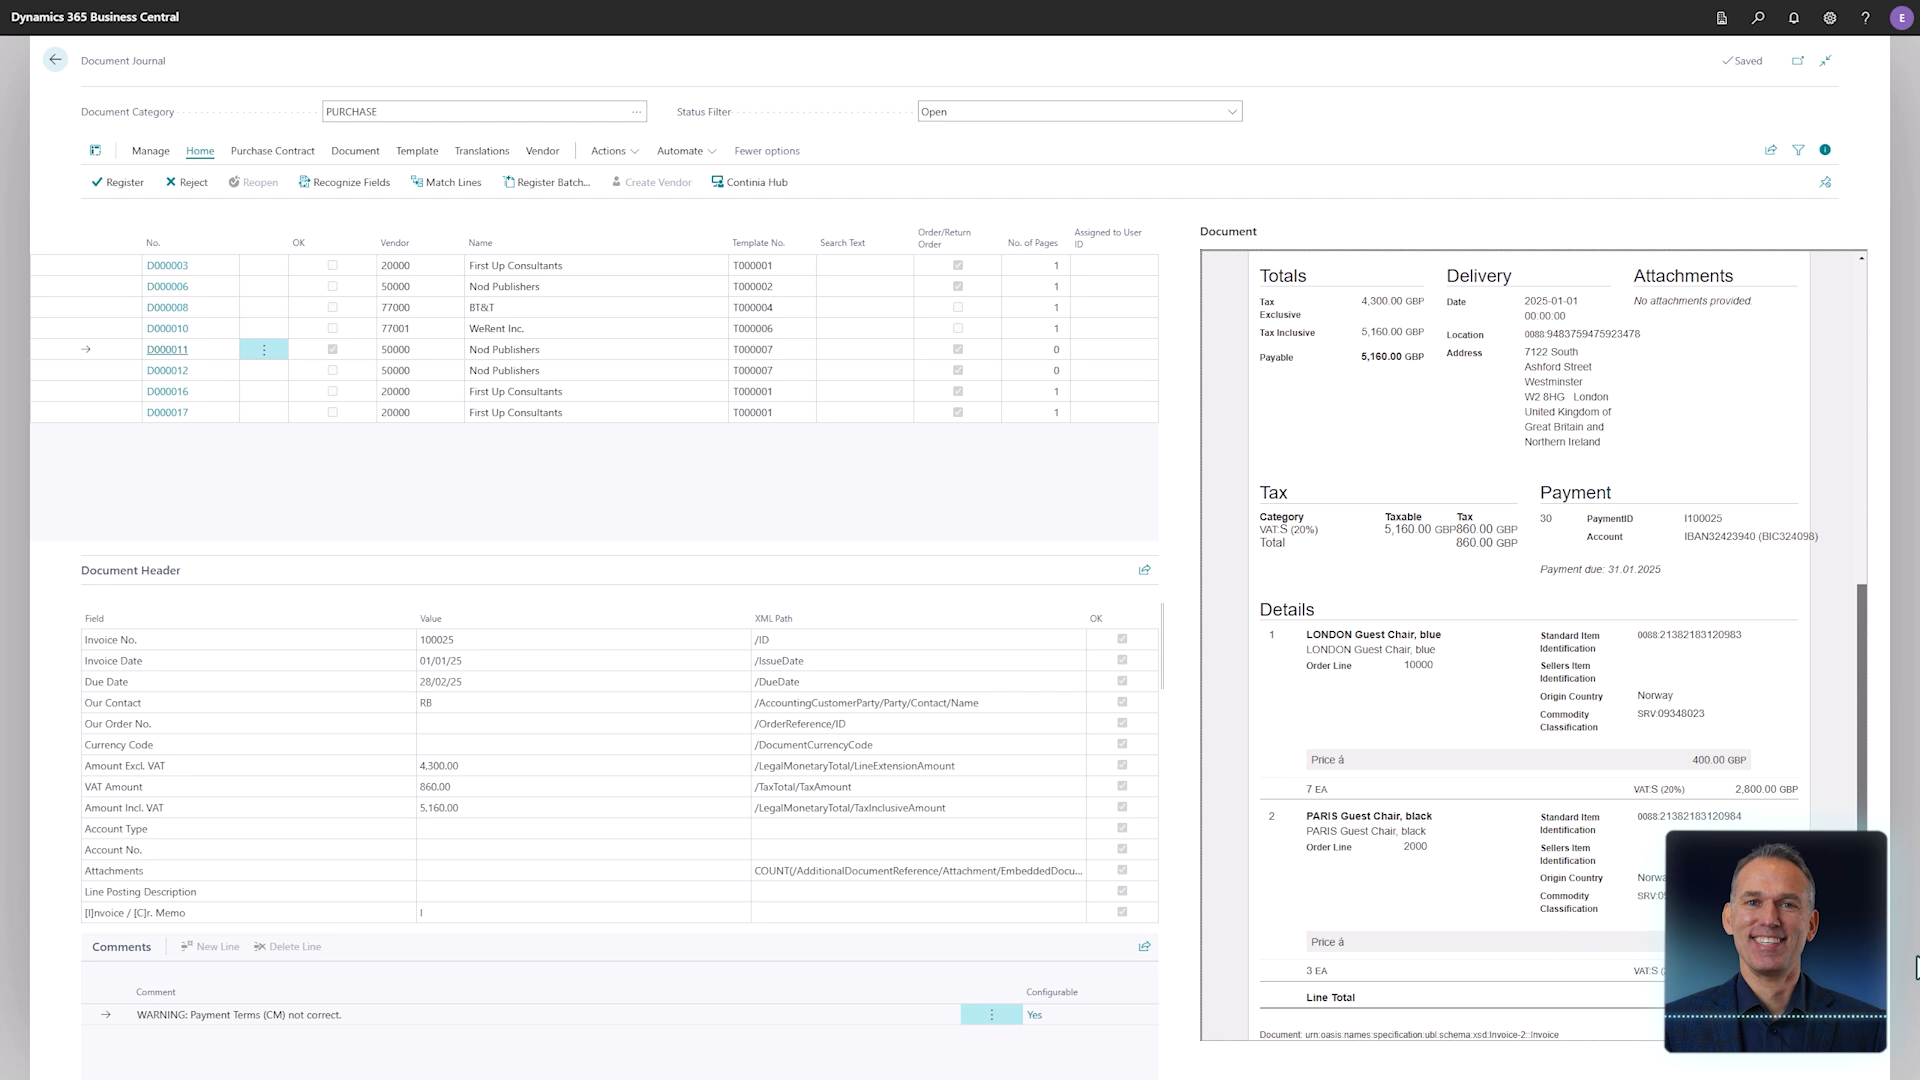 Dynamics 365 Business Central
E
Document Journal
Saved
Document Category PURCHASE Status Filter Open
Manage Home Purchase Contract Document Template Translations Vendor Actions Automate Fewer options
Register Reject Reopen Recognize Fields Match Lines Register Batch... Create Vendor Continia Hub
No. OK Vendor Name Template No. Search Text Order/Return Order No. of Pages Assigned to User ID
D000003 20000 First Up Consultants T000001 1
D000006 50000 Nod Publishers T000002 1
D000008 77000 BT&T T000004 1
D000010 77001 WeRent Inc. T000006 1
D000011 50000 Nod Publishers T000007 0
D000012 50000 Nod Publishers T000007 0
D000016 20000 First Up Consultants T000001 1
D000017 20000 First Up Consultants T000001 1
Document Header
Field Value XML Path OK
Invoice No. 100025 /ID
Invoice Date 01/01/25 /IssueDate
Due Date 28/02/25 /DueDate
Our Contact RB /AccountingCustomerParty/Party/Contact/Name
Our Order No. /OrderReference/ID
Currency Code /DocumentCurrencyCode
Amount Excl. VAT 4,300.00 /LegalMonetaryTotal/LineExtensionAmount
VAT Amount 860.00 /TaxTotal/TaxAmount
Amount Incl. VAT 5,160.00 /LegalMonetaryTotal/TaxInclusiveAmount
Account Type
Account No.
Attachments COUNT(/AdditionalDocumentReference/Attachment/EmbeddedDocu...
Line Posting Description
[I]nvoice / [C]r. Memo I
Comments New Line Delete Line
Comment Configurable
WARNING: Payment Terms (CM) not correct. Yes
Document
Totals Delivery Attachments
Tax Exclusive 4,300.00 GBP
Tax Inclusive 5,160.00 GBP
Payable 5,160.00 GBP
Date 2025-01-01
00:00:00
Location 0088:9483759475923478
Address 7122 South
Ashford Street
Westminster
W2 8HG London
United Kingdom of
Great Britain and
Northern Ireland
No attachments provided.
Tax
Category Taxable Tax
VAT:S (20%) 5,160.00 GBP 860.00 GBP
Total 860.00 GBP
Payment
30 PaymentID I100025
Account IBAN32423940 (BIC324098)
Payment due: 31.01.2025
Details
1 LONDON Guest Chair, blue
LONDON Guest Chair, blue
Order Line 10000
Standard Item Identification 0088:21382183120983
Sellers Item Identification
Origin Country Norway
Commodity Classification SRV:09348023
Price á 400.00 GBP
7 EA VAT:S (20%) 2,800.00 GBP
2 PARIS Guest Chair, black
PARIS Guest Chair, black
Order Line 2000
Standard Item Identification 0088:21382183120984
Sellers Item Identification
Origin Country Norwa
Commodity Classification SRV:0
Price á
3 EA VAT:S (
Line Total
Document: urn:oasis:names:specification:ubl:schema:xsd:Invoice-2::Invoice